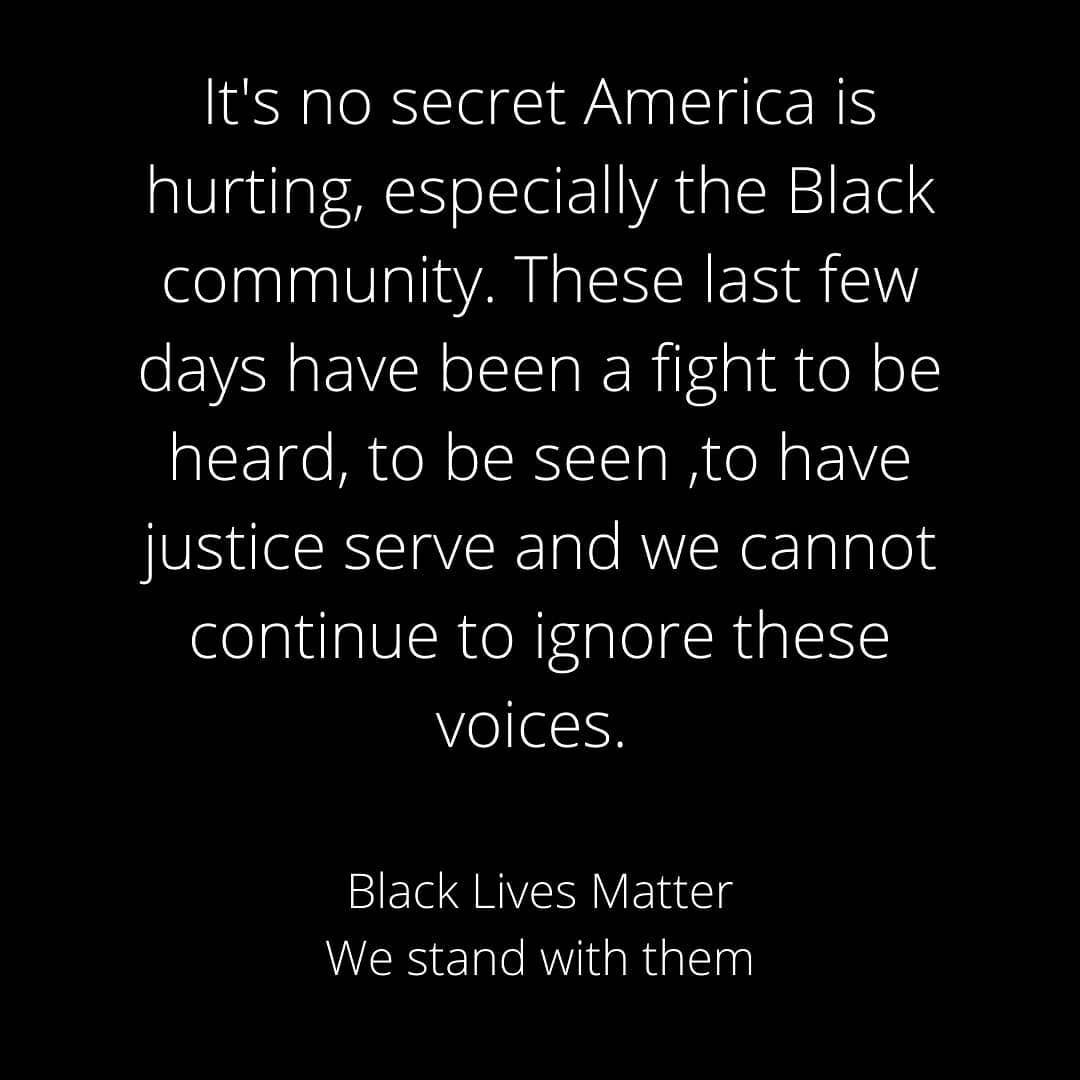 It's no secret America is
hurting, especially the Black
community. These last few
days have been a fight to be
heard, to be seen ,to have
justice serve and we cannot
continue to ignore these
voices.
Black Lives Matter
We stand with them